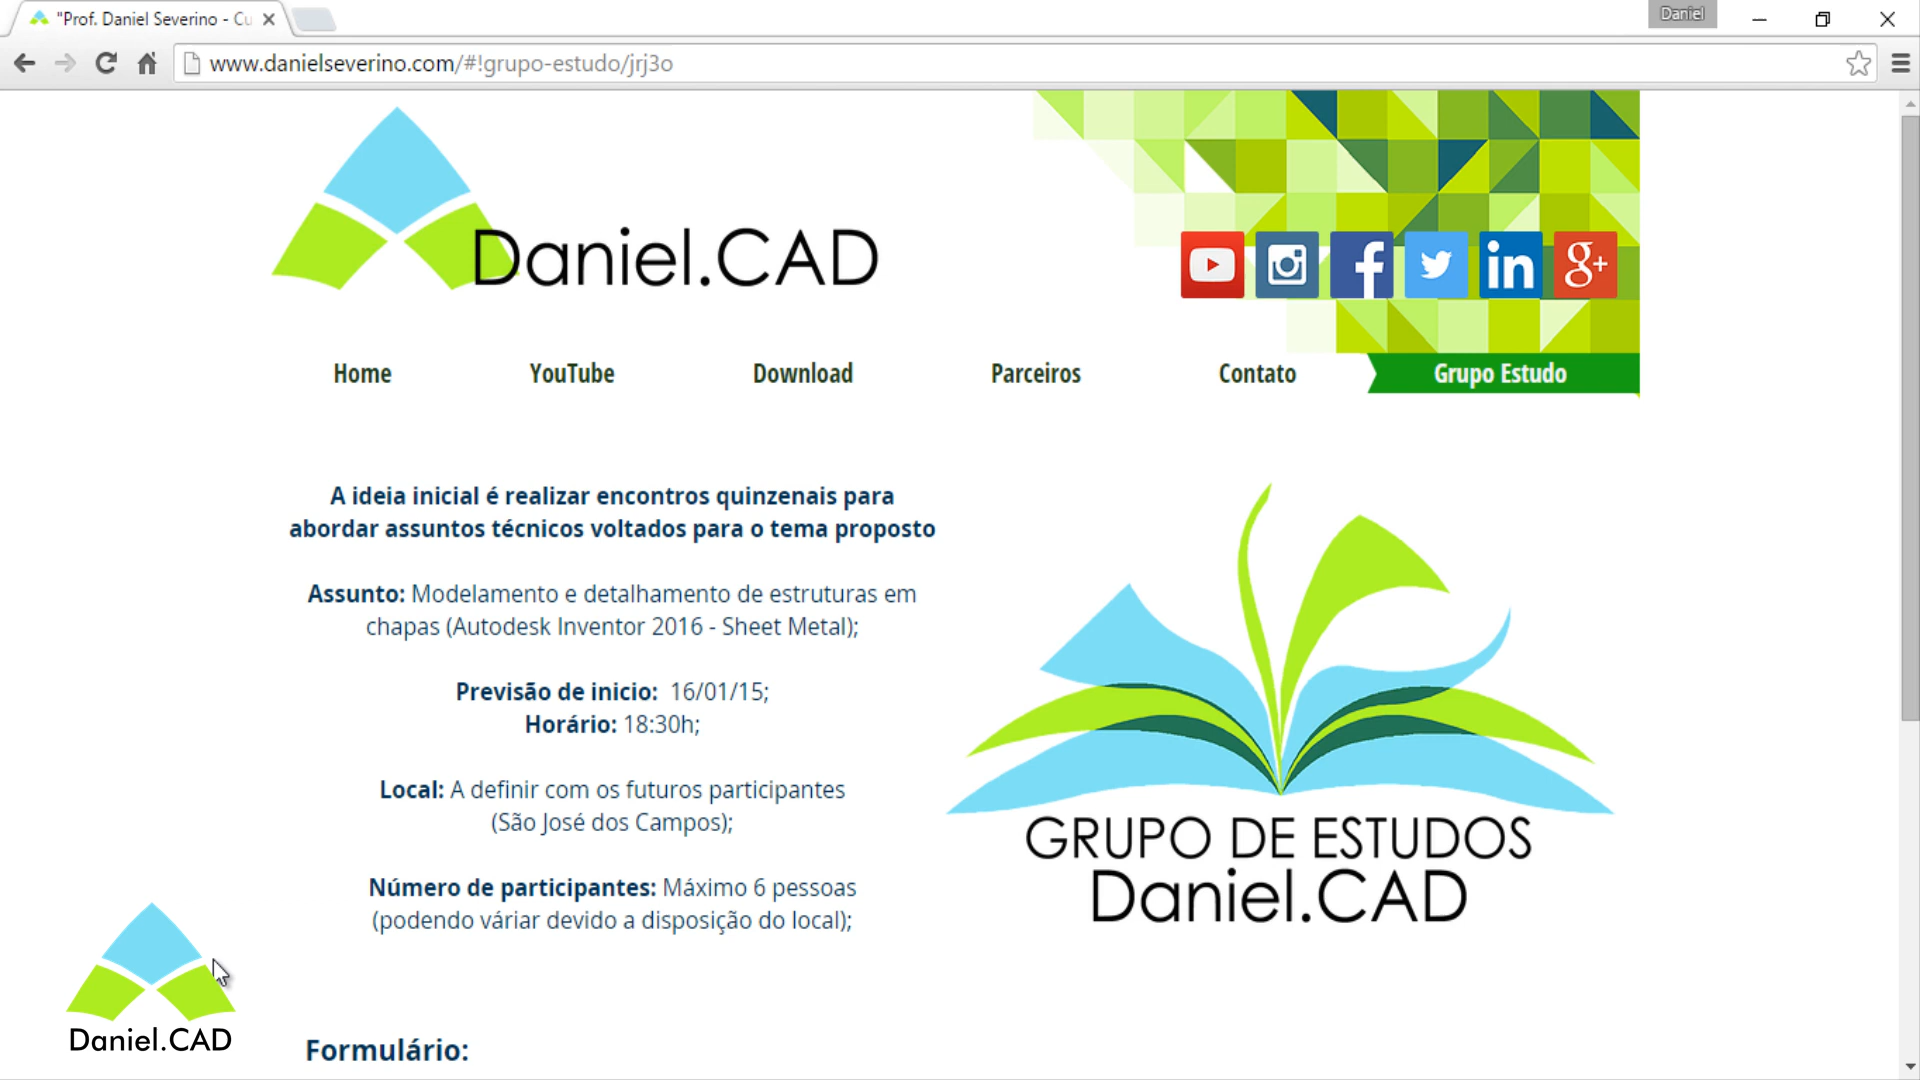 "Prof. Daniel Severino - Cu
Daniel
www.danielseverino.com/#!grupo-estudo/jrj3o
Daniel.CAD
Home YouTube Download Parceiros Contato Grupo Estudo
A ideia inicial é realizar encontros quinzenais para
abordar assuntos técnicos voltados para o tema proposto
Assunto: Modelamento e detalhamento de estruturas em
chapas (Autodesk Inventor 2016 - Sheet Metal);
Previsão de inicio: 16/01/15;
Horário: 18:30h;
Local: A definir com os futuros participantes
(São José dos Campos);
Número de participantes: Máximo 6 pessoas
(podendo váriar devido a disposição do local);
GRUPO DE ESTUDOS
Daniel.CAD
Daniel.CAD
Formulário: